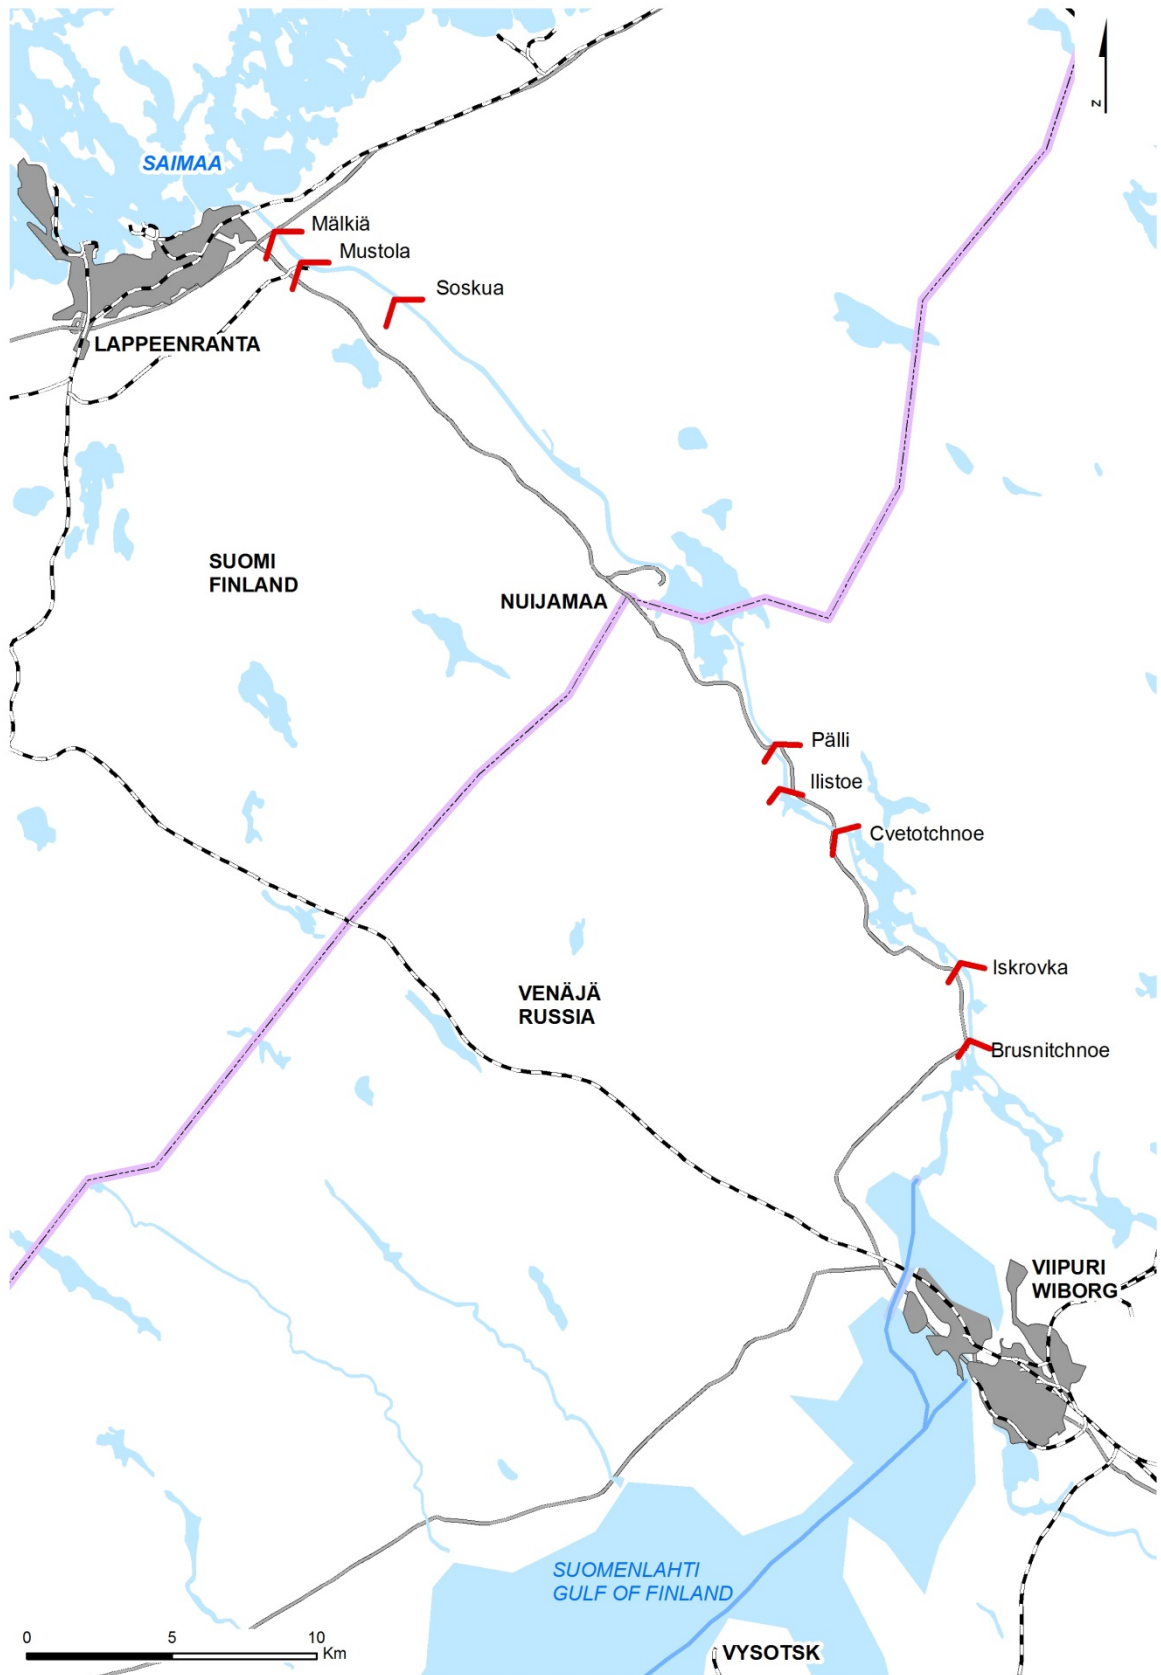 z
SAIMAA
Mälkiä
Mustola
Soskua
LAPPEENRANTA
SUOMI
FINLAND
NUIJAMAA
Pälli
Ilistoe
Cvetotchnoe
Iskrovka
VENÄJÄ
RUSSIA
Brusnitchnoe
VIIPURI
WIBORG
SUOMENLAHTI
GULF OF FINLAND
0 5 10
Km
VYSOTSK